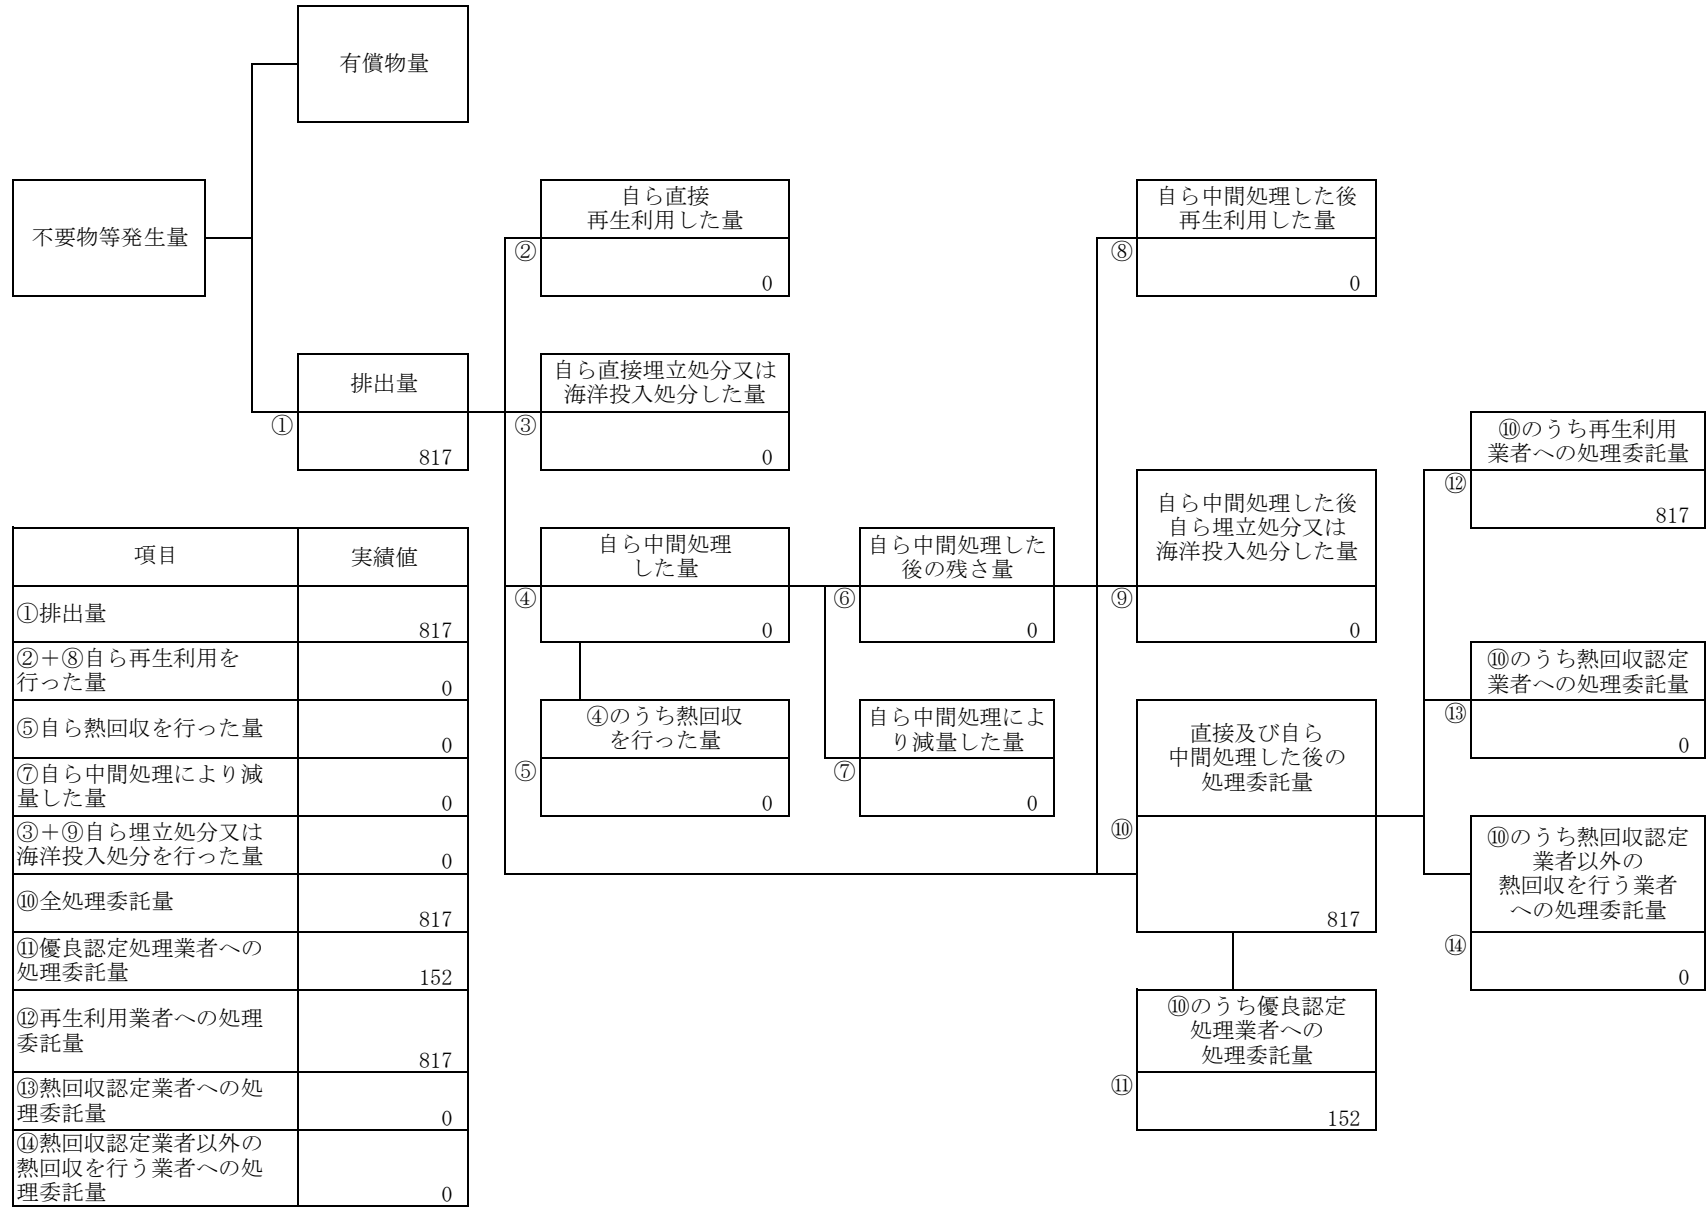 有償物量
不要物等発生量
自ら直接
再生利用した量
②
0
自ら中間処理した後
再生利用した量
⑧
0
排出量
①
817
自ら直接埋立処分又は
海洋投入処分した量
③
0
⑩のうち再生利用
業者への処理委託量
⑫
817
自ら中間処理した後
自ら埋立処分又は
海洋投入処分した量
⑨
0
自ら中間処理
した量
④
0
自ら中間処理した
後の残さ量
⑥
0
⑩のうち熱回収認定
業者への処理委託量
⑬
0
④のうち熱回収
を行った量
⑤
0
自ら中間処理によ
り減量した量
⑦
0
直接及び自ら
中間処理した後の
処理委託量
⑩
817
⑩のうち熱回収認定
業者以外の
熱回収を行う業者
への処理委託量
⑭
0
⑩のうち優良認定
処理業者への
処理委託量
⑪
152
項目 実績値
①排出量
817
②＋⑧自ら再生利用を
行った量
0
⑤自ら熱回収を行った量
0
⑦自ら中間処理により減
量した量
0
③＋⑨自ら埋立処分又は
海洋投入処分を行った量
0
⑩全処理委託量
817
⑪優良認定処理業者への
処理委託量
152
⑫再生利用業者への処理
委託量
817
⑬熱回収認定業者への処
理委託量
0
⑭熱回収認定業者以外の
熱回収を行う業者への処
理委託量
0